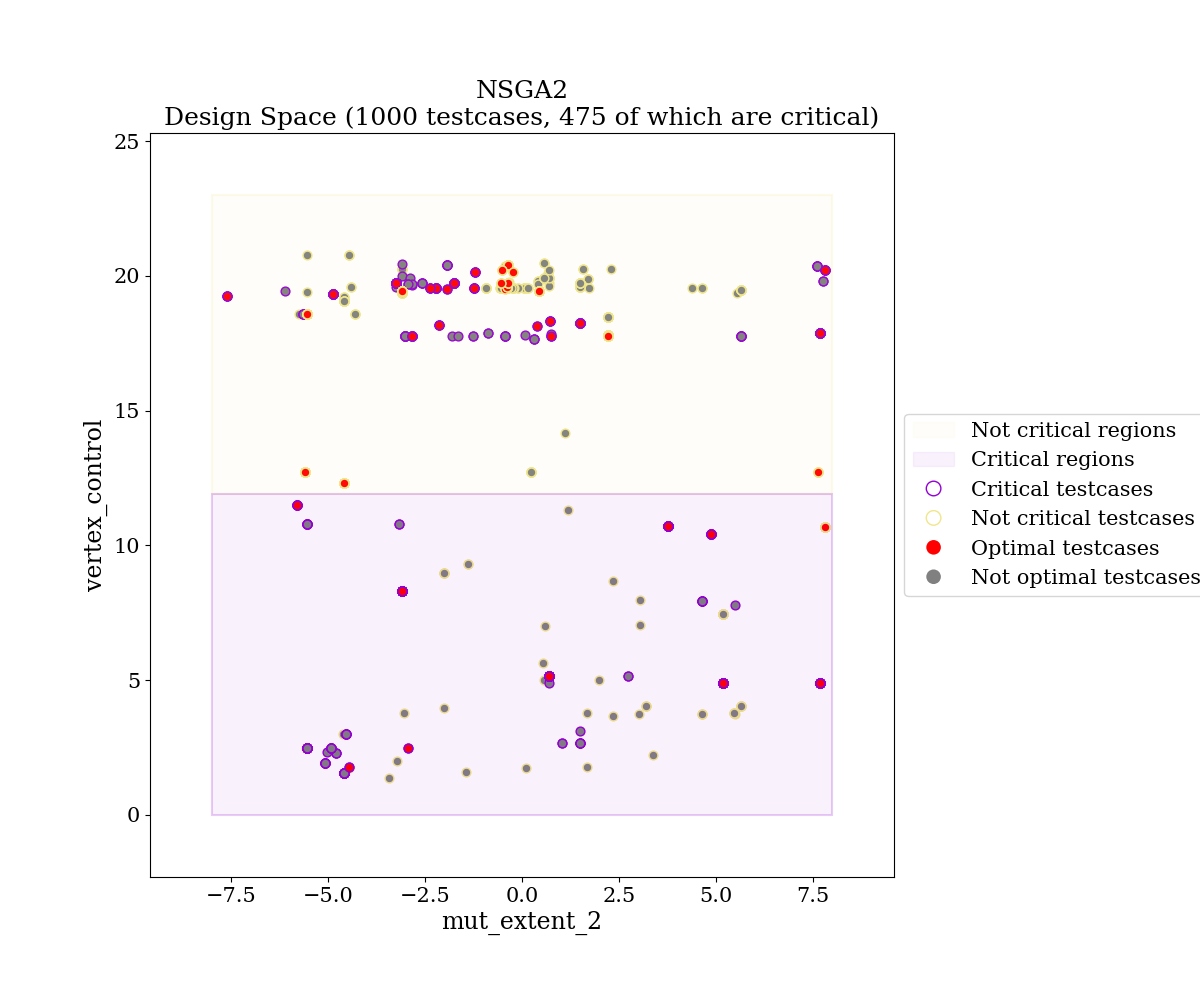 NSGA2
Design Space (1000 testcases, 475 of which are critical)
25
20
15
10
5
0
vertex_control
−7.5
−5.0
−2.5
0.0
2.5
5.0
7.5
mut_extent_2
Not critical regions
Critical regions
Critical testcases
Not critical testcases
Optimal testcases
Not optimal testcases